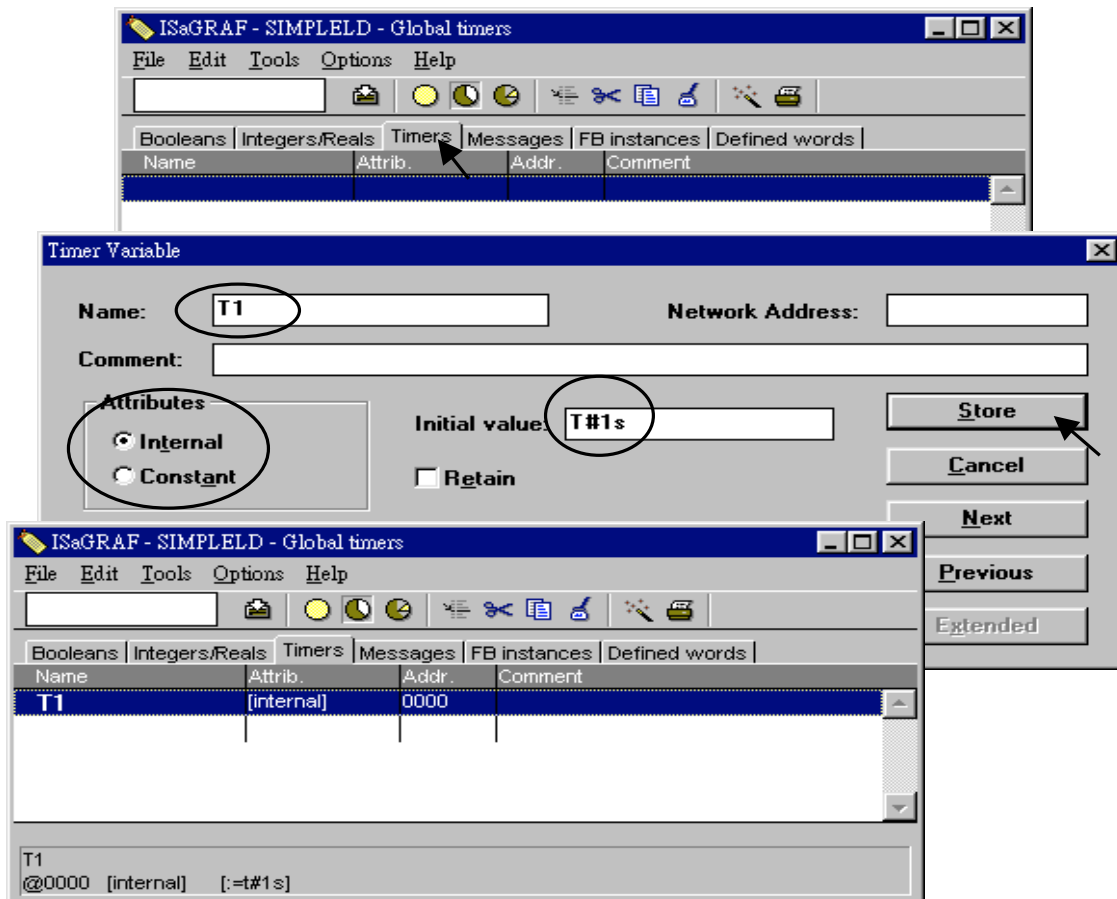 ISaGRAF - SIMPLELD - Global timers
File Edit Tools Options Help
Booleans Integers/Reals Timers Messages FB instances Defined words
Name Attrib. Addr. Comment
Timer Variable
Name: T1 Network Address:
Comment:
Attributes
Internal
Constant
Initial value: T#1s
Retain
Store
Cancel
Next
Previous
Extended
ISaGRAF - SIMPLELD - Global timers
File Edit Tools Options Help
Booleans Integers/Reals Timers Messages FB instances Defined words
Name Attrib. Addr. Comment
T1 [internal] 0000
T1
@0000 [internal] [:=t#1s]